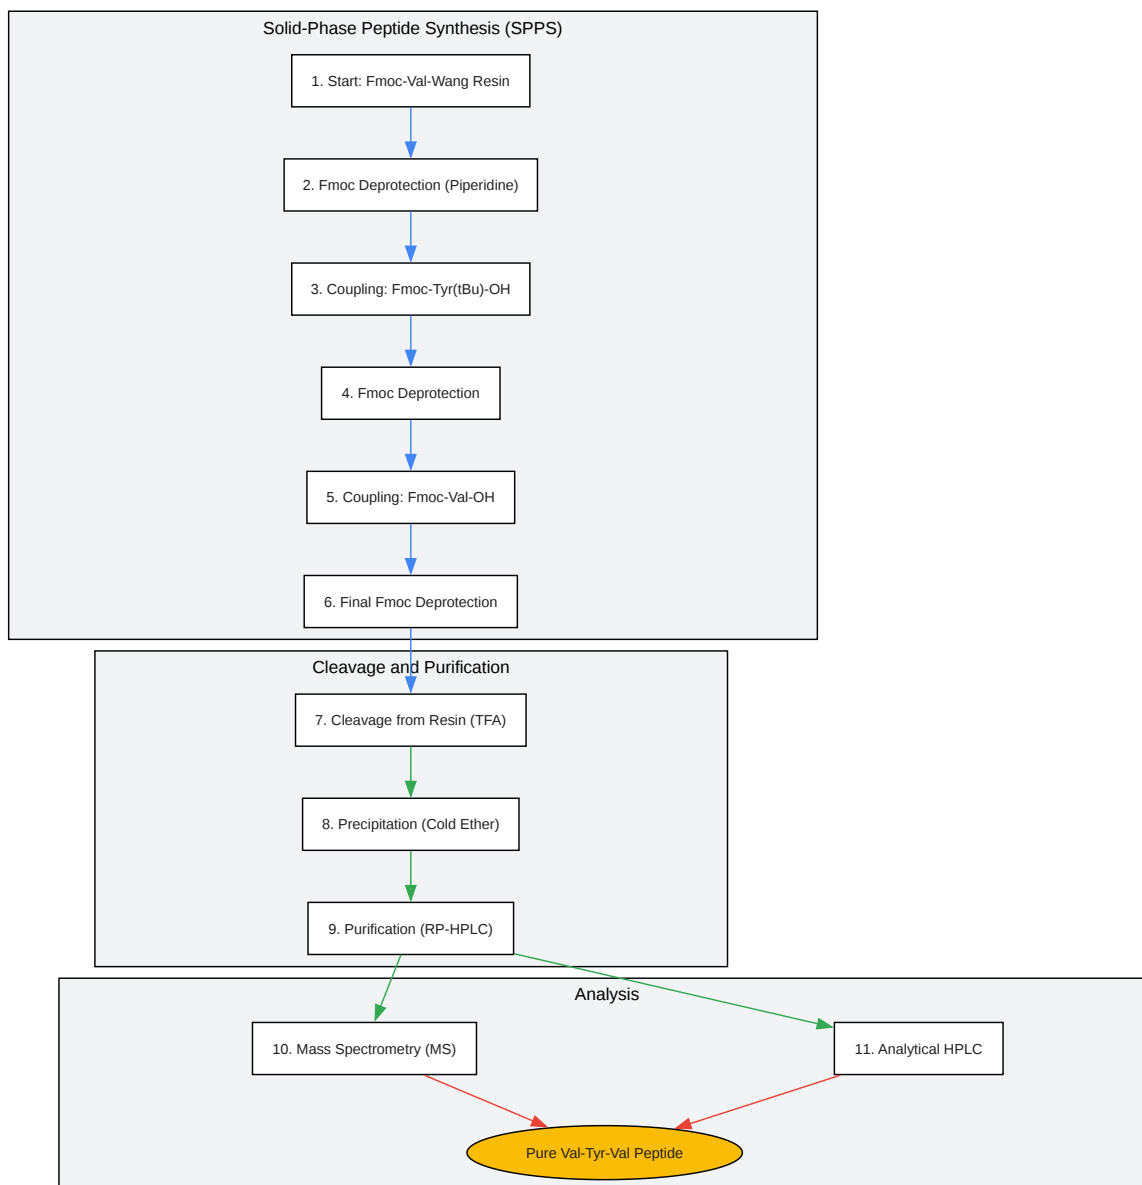 Solid-Phase Peptide Synthesis (SPPS)
1. Start: Fmoc-Val-Wang Resin
2. Fmoc Deprotection (Piperidine)
3. Coupling: Fmoc-Tyr(tBu)-OH
4. Fmoc Deprotection
5. Coupling: Fmoc-Val-OH
6. Final Fmoc Deprotection
Cleavage and Purification
7. Cleavage from Resin (TFA)
8. Precipitation (Cold Ether)
9. Purification (RP-HPLC)
Analysis
10. Mass Spectrometry (MS)
11. Analytical HPLC
Pure Val-Tyr-Val Peptide